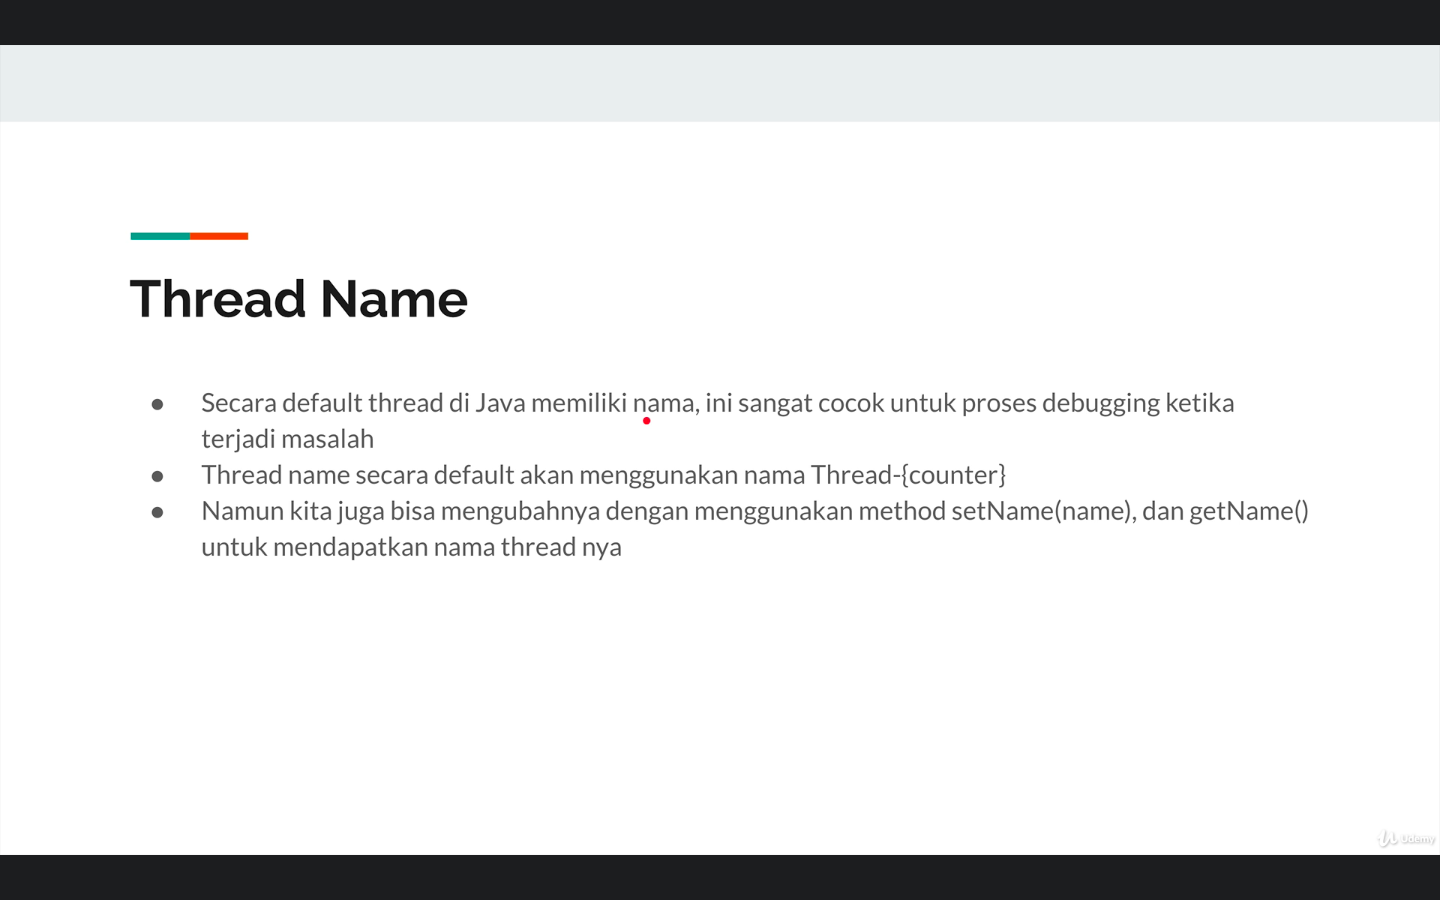 Thread Name
● Secara default thread di Java memiliki nama, ini sangat cocok untuk proses debugging ketika
terjadi masalah
● Thread name secara default akan menggunakan nama Thread-{counter}
● Namun kita juga bisa mengubahnya dengan menggunakan method setName(name), dan getName()
untuk mendapatkan nama thread nya
Udemy